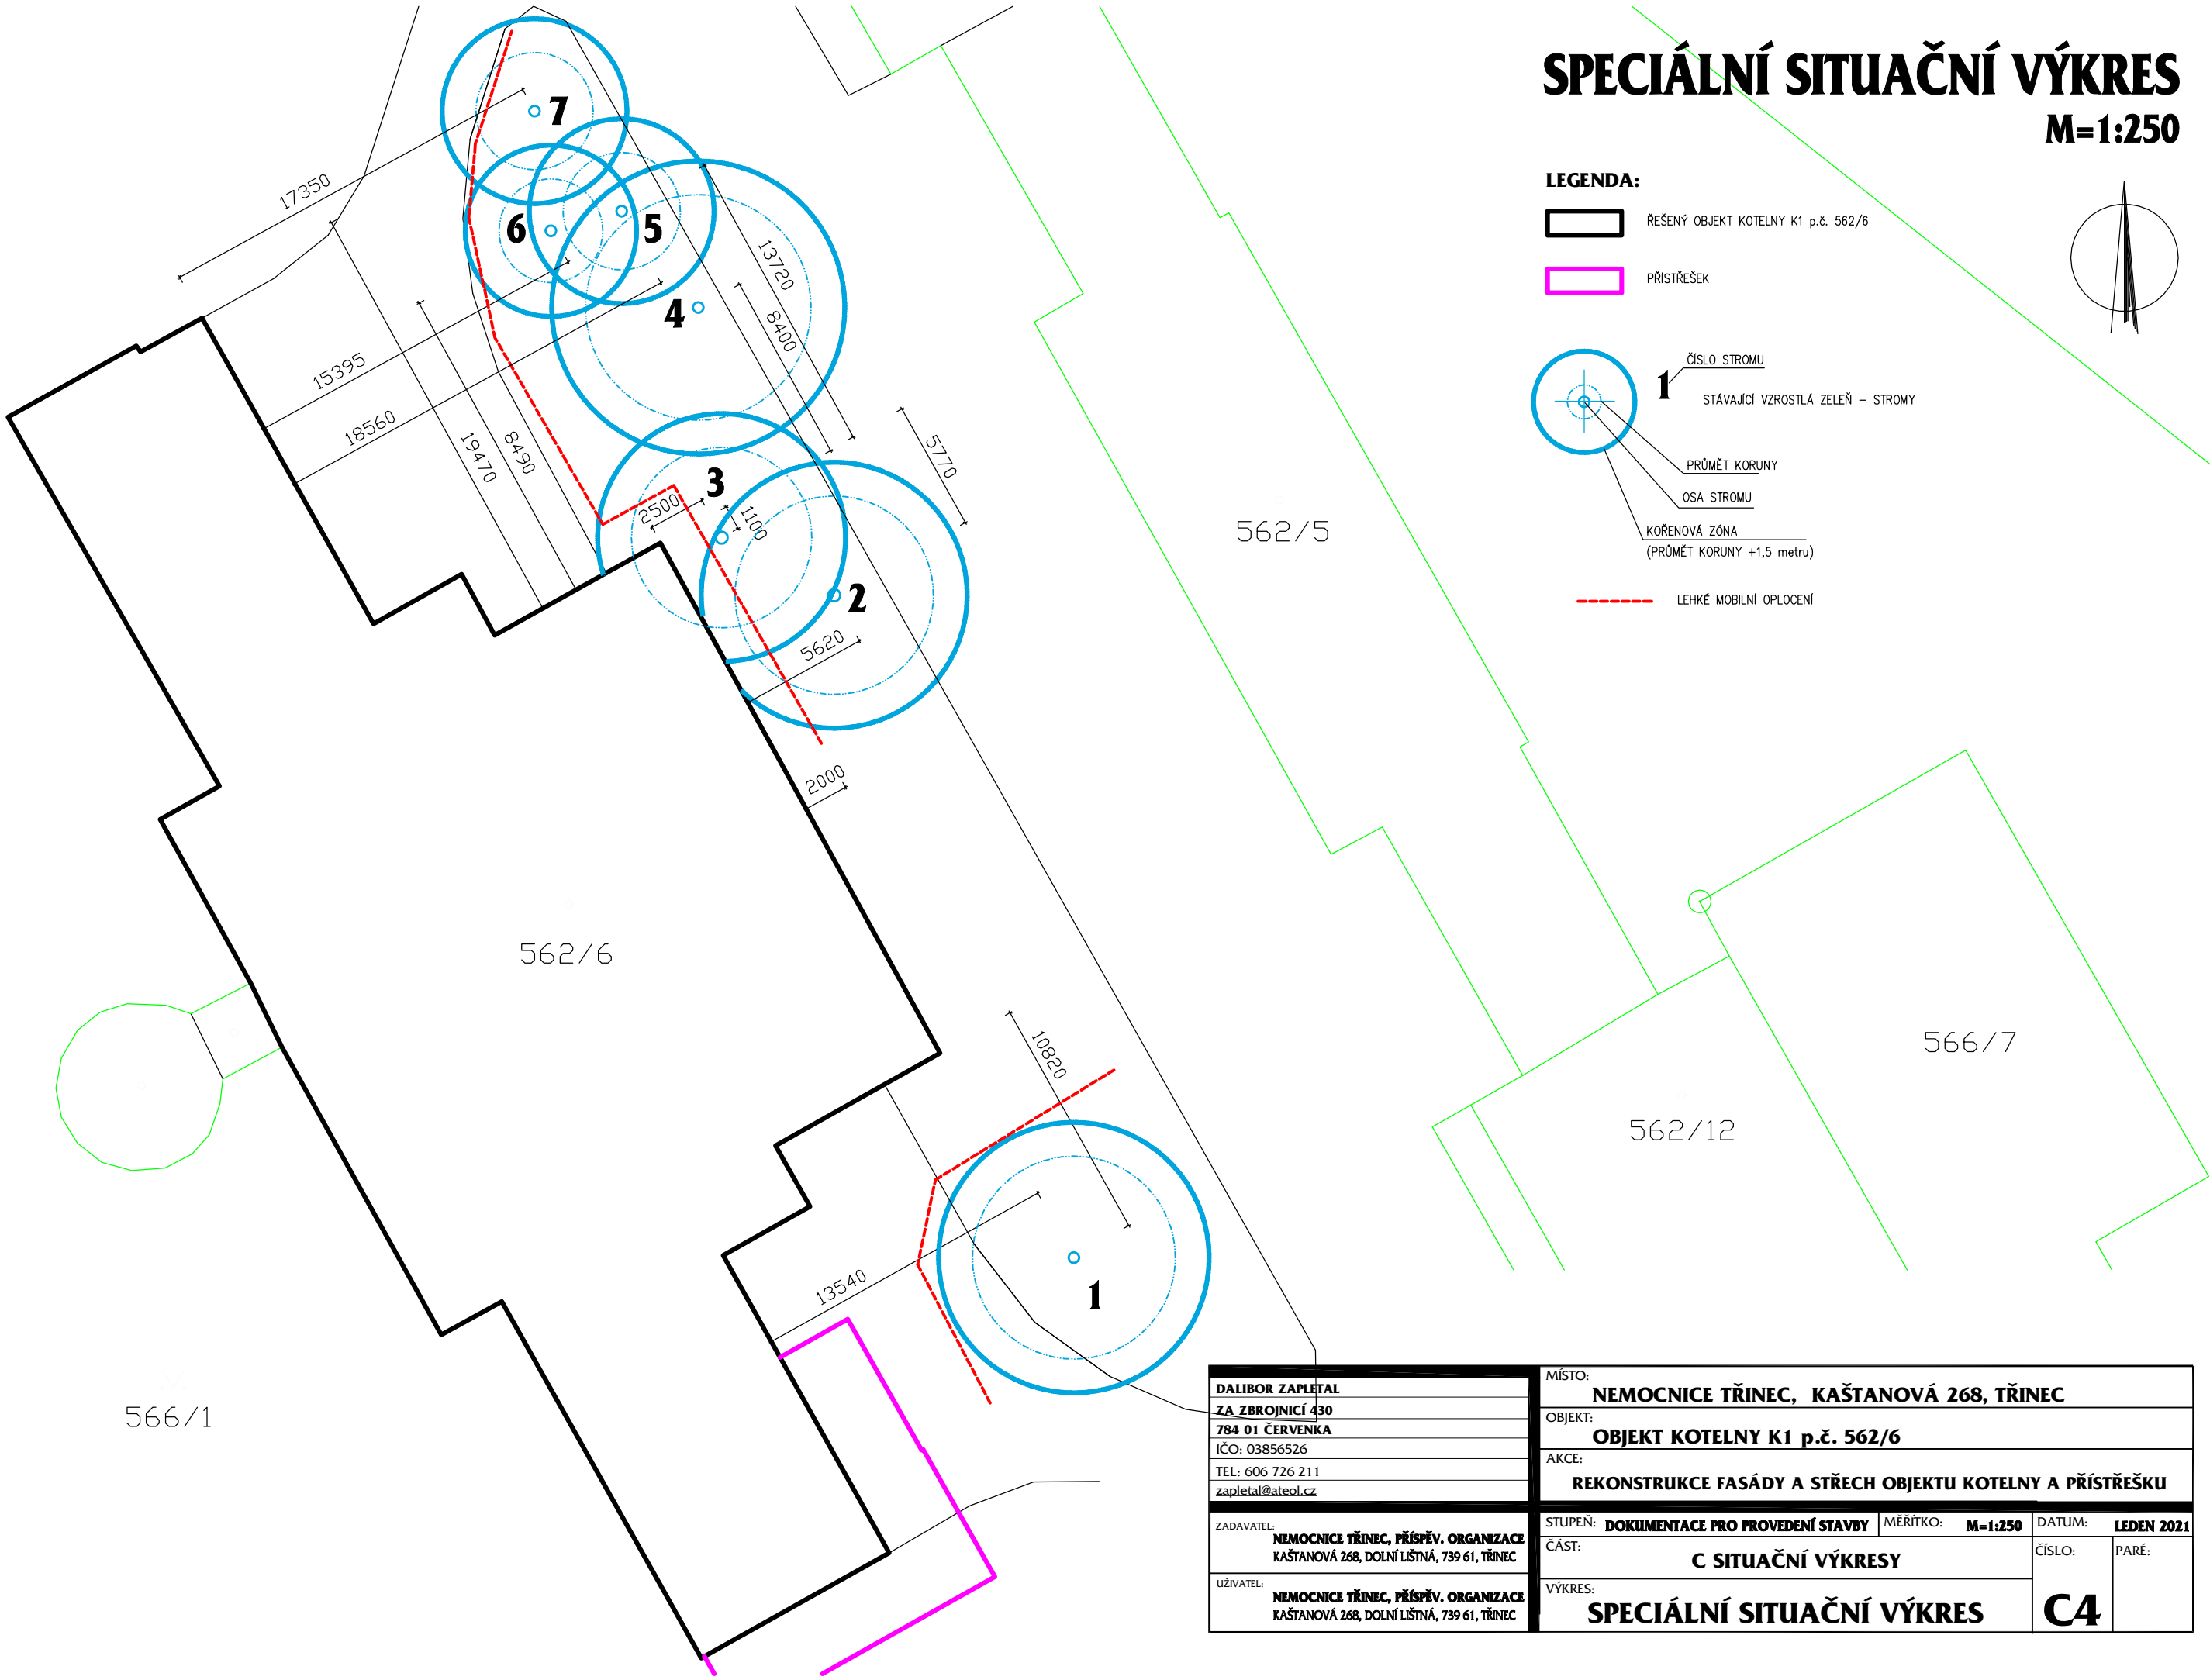 SPECIÁLNÍ SITUAČNÍ VÝKRES
M=1:250
LEGENDA:
ŘEŠENÝ OBJEKT KOTELNY K1 p.č. 562/6
PŘÍSTŘEŠEK
ČÍSLO STROMU
1
STÁVAJÍCÍ VZROSTLÁ ZELEŇ – STROMY
PRŮMĚT KORUNY
OSA STROMU
KOŘENOVÁ ZÓNA
(PRŮMĚT KORUNY +1,5 metru)
LEHKÉ MOBILNÍ OPLOCENÍ
7
17350
6
5
13720
4
8400
15395
18560
19470
8490
5770
3
2500
1100
2
5620
2000
562/5
562/6
10820
566/7
562/12
13540
1
566/1
DALIBOR ZAPLETAL
ZA ZBROJNICÍ 430
784 01 ČERVENKA
IČO: 03856526
TEL: 606 726 211
zapletal@ateol.cz
ZADAVATEL:
NEMOCNICE TŘINEC, PŘÍSPĚV. ORGANIZACE
KAŠTANOVÁ 268, DOLNÍ LIŠTNÁ, 739 61, TŘINEC
UŽIVATEL:
NEMOCNICE TŘINEC, PŘÍSPĚV. ORGANIZACE
KAŠTANOVÁ 268, DOLNÍ LIŠTNÁ, 739 61, TŘINEC
MÍSTO:
NEMOCNICE TŘINEC, KAŠTANOVÁ 268, TŘINEC
OBJEKT:
OBJEKT KOTELNY K1 p.č. 562/6
AKCE:
REKONSTRUKCE FASÁDY A STŘECH OBJEKTU KOTELNY A PŘÍSTŘEŠKU
STUPEŇ: DOKUMENTACE PRO PROVEDENÍ STAVBY MĚŘÍTKO: M=1:250 DATUM: LEDEN 2021
ČÁST:
C SITUAČNÍ VÝKRESY
ČÍSLO: PARÉ:
VÝKRES:
SPECIÁLNÍ SITUAČNÍ VÝKRES
C4